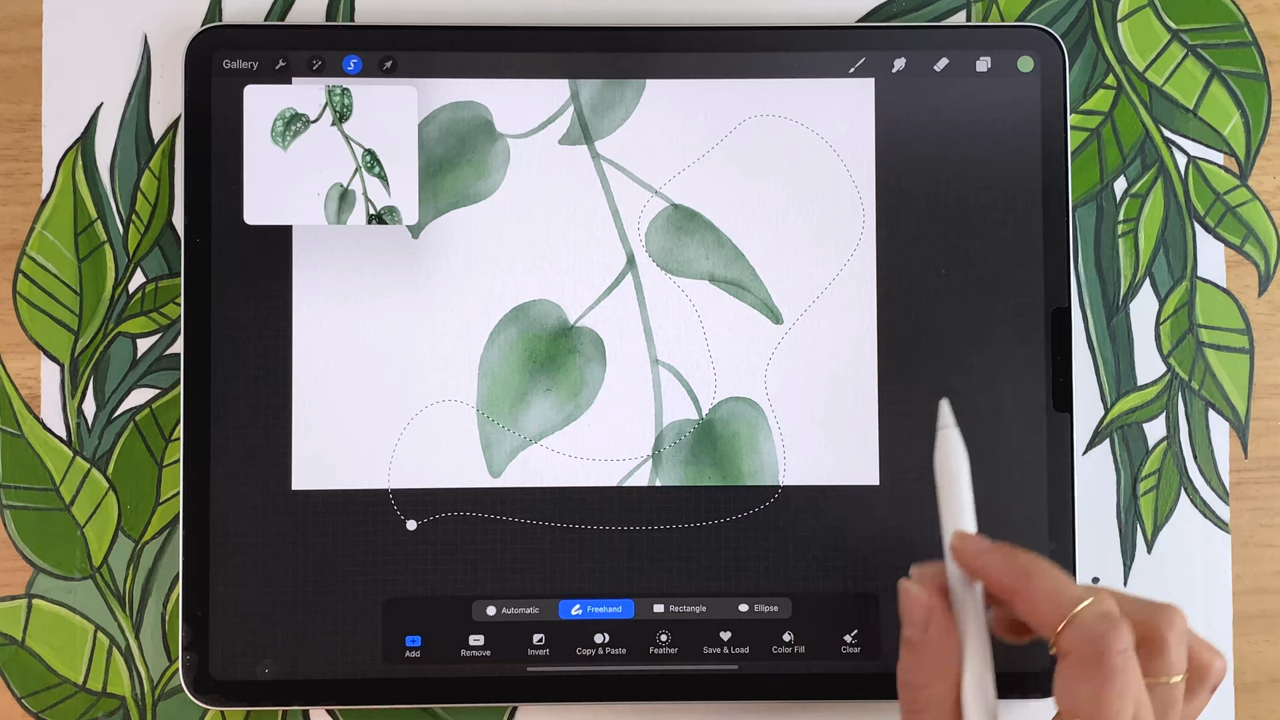 Gallery
Automatic Freehand Rectangle Ellipse
Add Remove Invert Copy & Paste Feather Save & Load Color Fill Clear